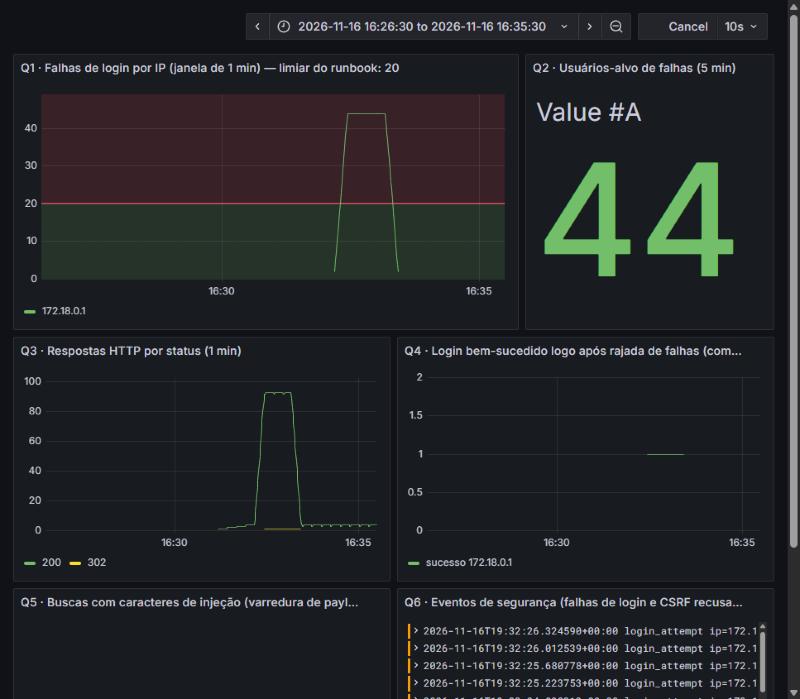 2026-11-16 16:26:30 to 2026-11-16 16:35:30
Cancel
10s
Q1 · Falhas de login por IP (janela de 1 min) — limiar do runbook: 20
40
30
20
10
0
16:30
16:35
172.18.0.1
Q2 · Usuários-alvo de falhas (5 min)
Value #A
44
Q3 · Respostas HTTP por status (1 min)
100
80
60
40
20
0
16:30
16:35
200
302
Q4 · Login bem-sucedido logo após rajada de falhas (com...
2
1.5
1
0.5
0
16:30
16:35
sucesso 172.18.0.1
Q5 · Buscas com caracteres de injeção (varredura de payl...
Q6 · Eventos de segurança (falhas de login e CSRF recusa...
2026-11-16T19:32:26.324590+00:00 login_attempt ip=172.1
2026-11-16T19:32:26.012539+00:00 login_attempt ip=172.1
2026-11-16T19:32:25.680778+00:00 login_attempt ip=172.1
2026-11-16T19:32:25.223753+00:00 login_attempt ip=172.1